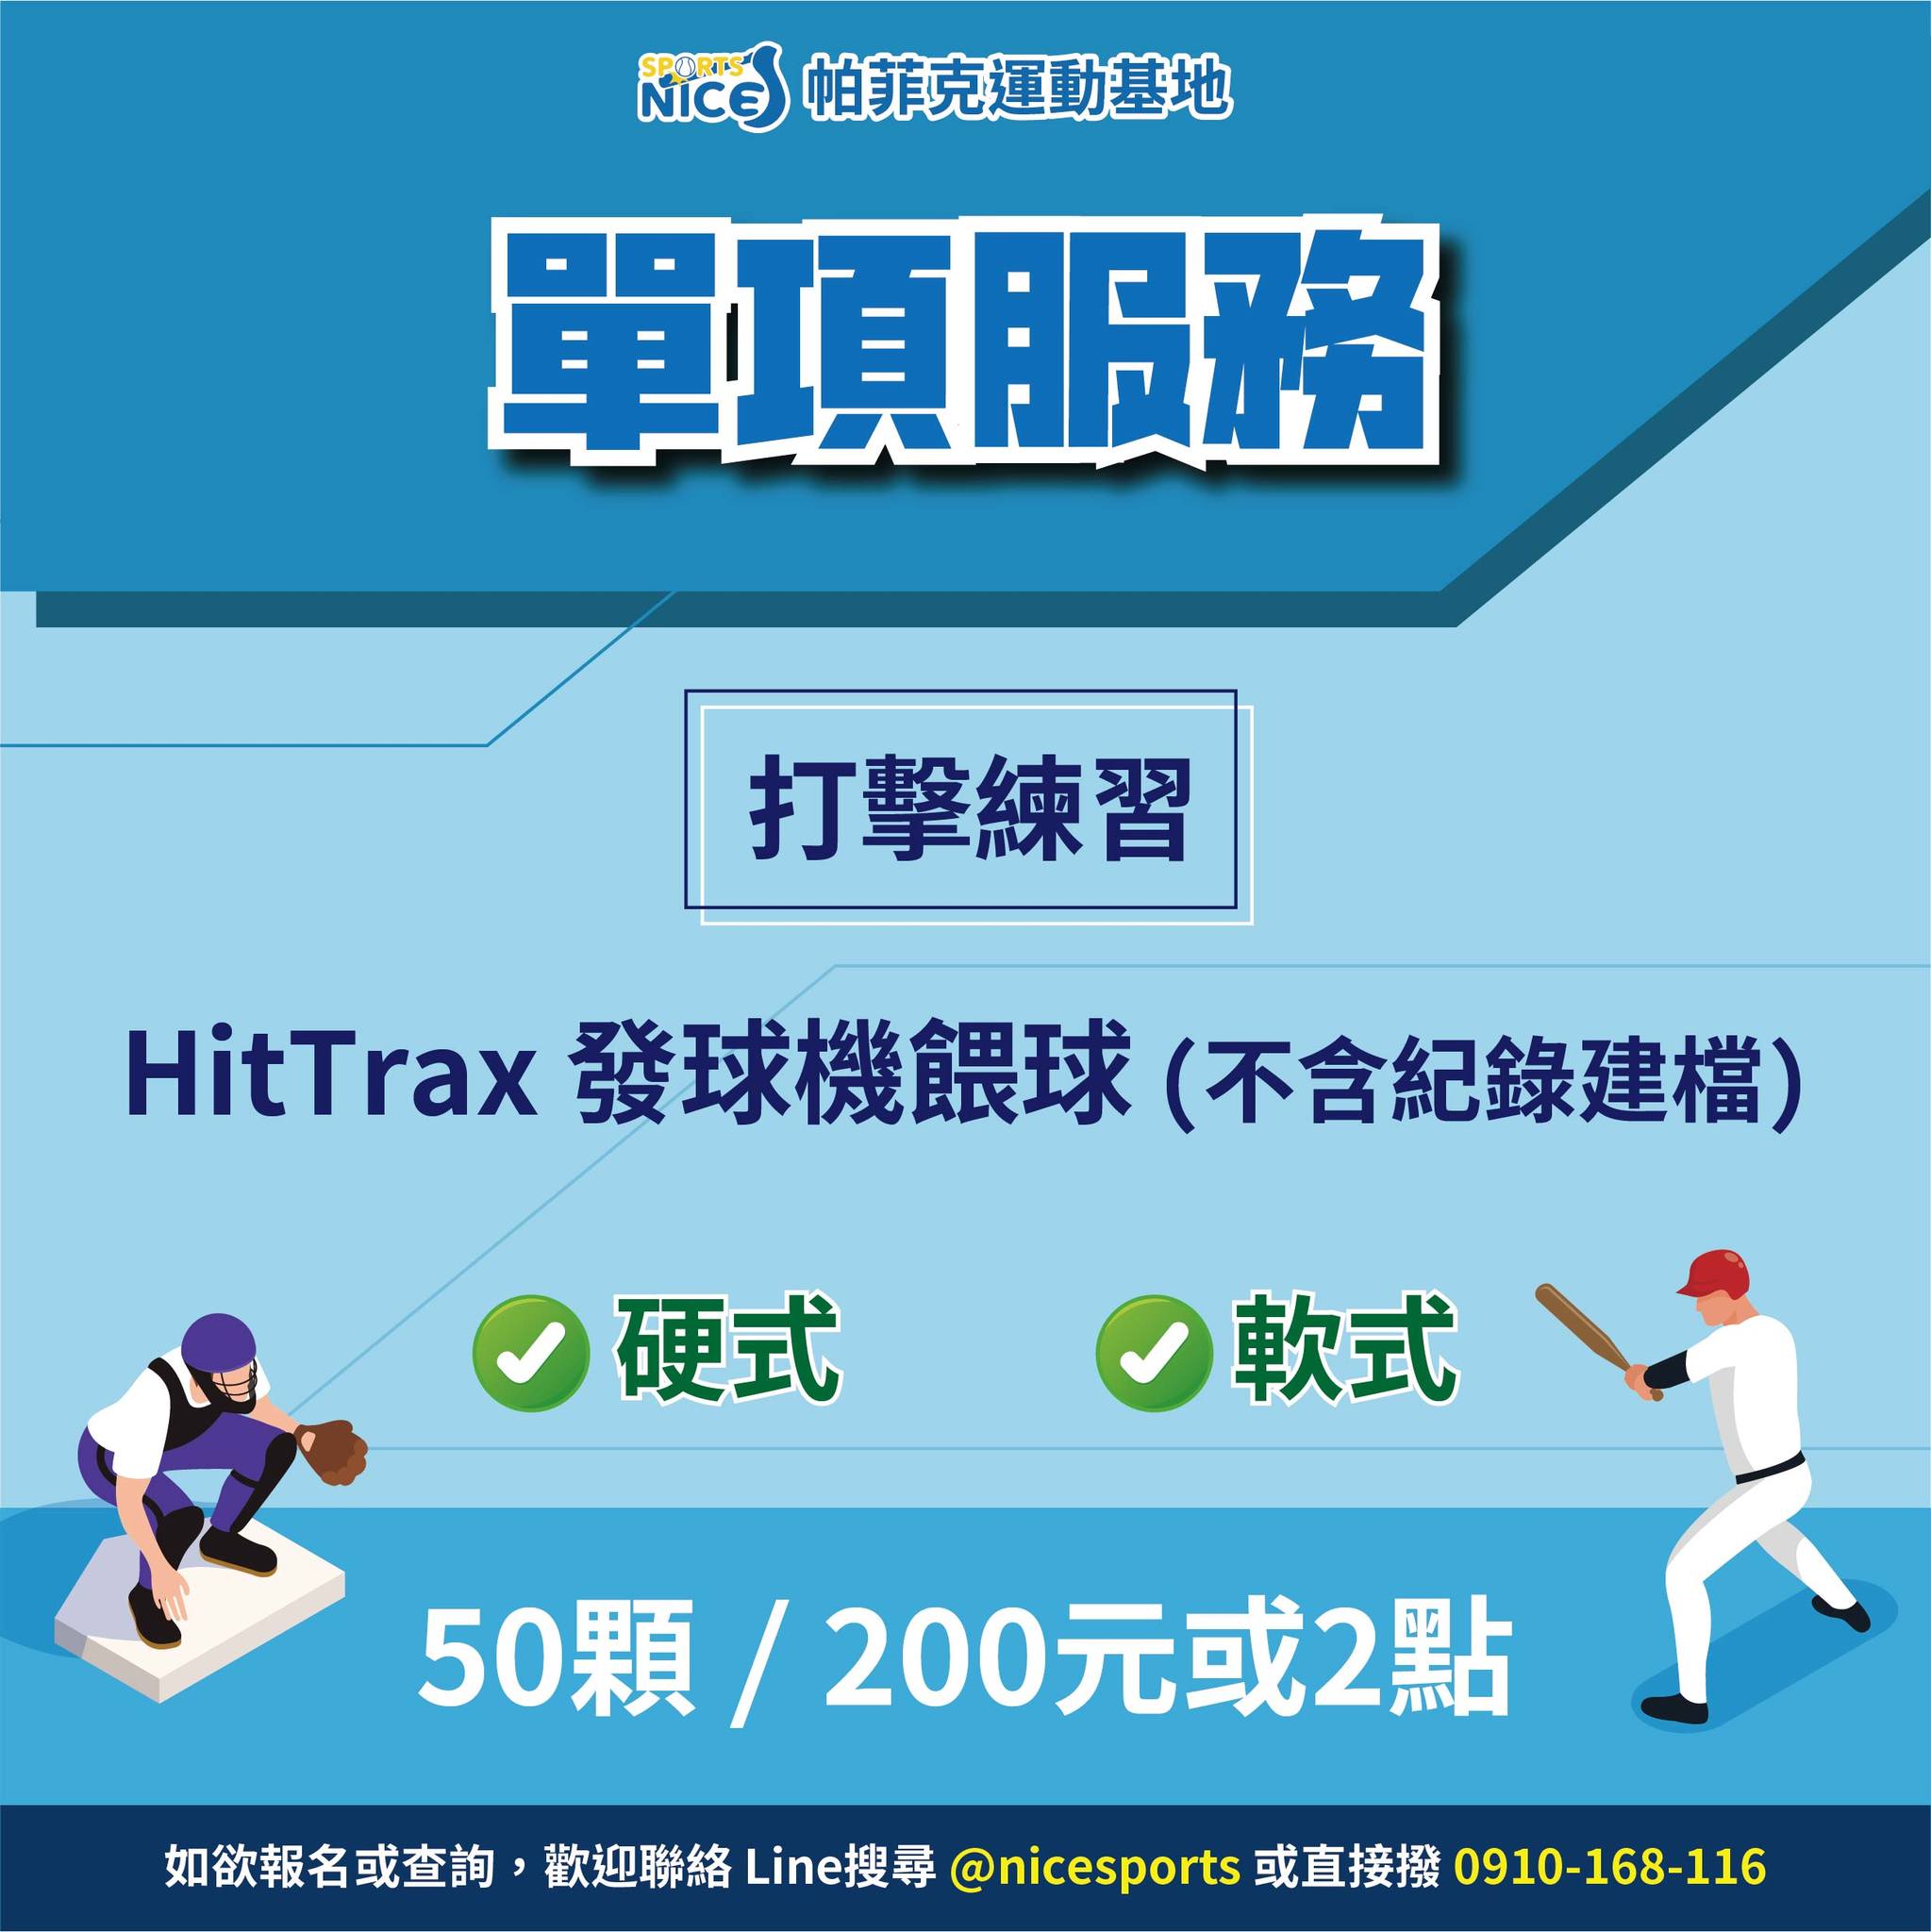 SPORTS
NICE 帕菲克運動基地
單項服務
打擊練習
HitTrax 發球機餵球 (不含紀錄建檔)
硬式 軟式
50顆 / 200元或2點
如欲報名或查詢，歡迎聯絡 Line搜尋 @nicesports 或直接撥 0910-168-116